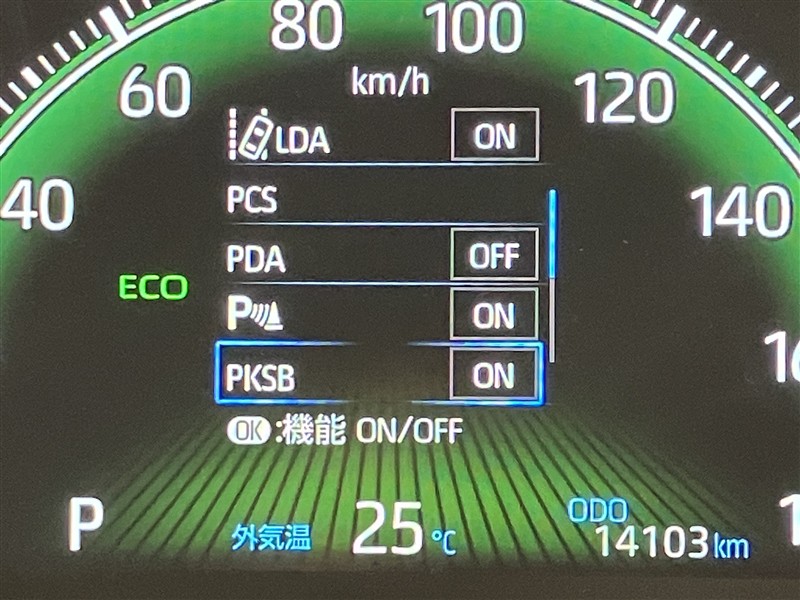 80 100
60 km/h 120
LDA ON
40 PCS 140
PDA OFF
ECO
P ON
PKSB ON
OK:機能 ON/OFF
P 外気温 25℃ ODO
14103km